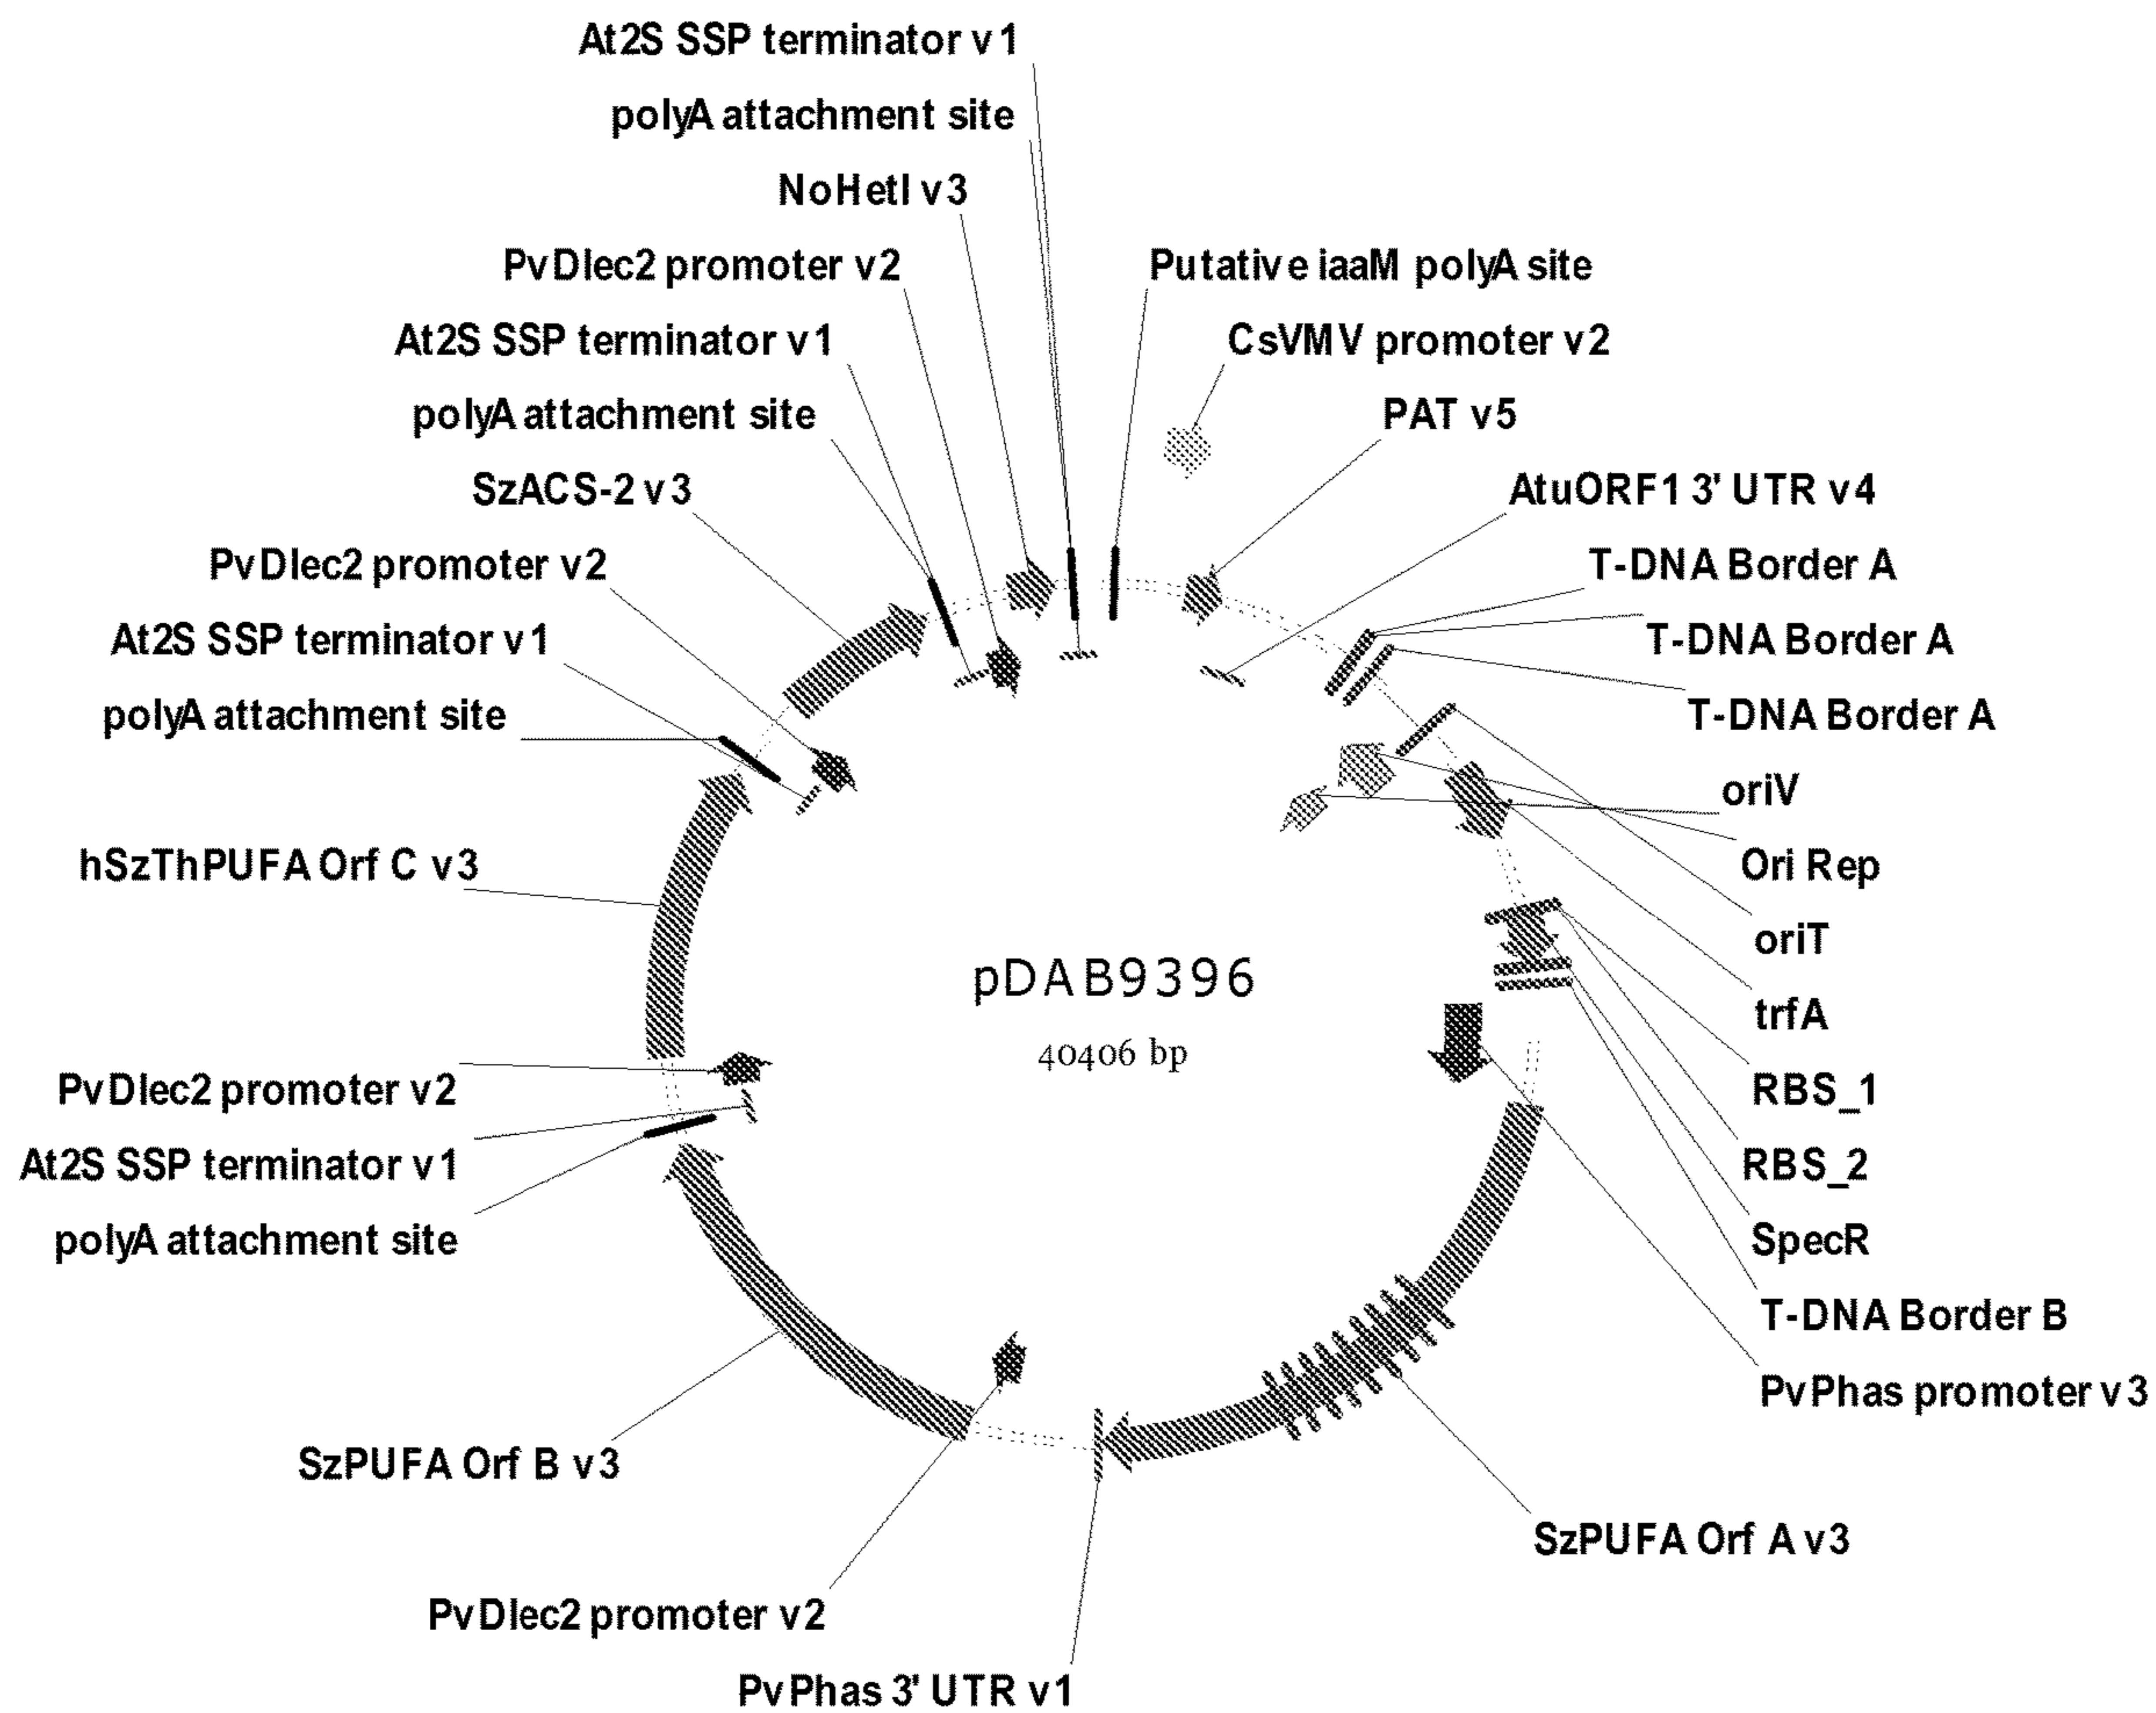 At2S SSP terminator v1
polyA attachment site
NoHetI v3
PvDlec2 promoter v2
Putative iaaM polyA site
At2S SSP terminator v1
CsVMV promoter v2
polyA attachment site
PAT v5
SzACS-2 v3
AtuORF1 3' UTR v4
PvDlec2 promoter v2
T-DNA Border A
At2S SSP terminator v1
T-DNA Border A
polyA attachment site
T-DNA Border A
oriV
hSzThPUFA Orf C v3
Ori Rep
oriT
pDAB9396
trfA
40406 bp
PvDlec2 promoter v2
RBS_1
At2S SSP terminator v1
RBS_2
polyA attachment site
SpecR
T-DNA Border B
PvPhas promoter v3
SzPUFA Orf B v3
SzPUFA Orf A v3
PvDlec2 promoter v2
PvPhas 3' UTR v1